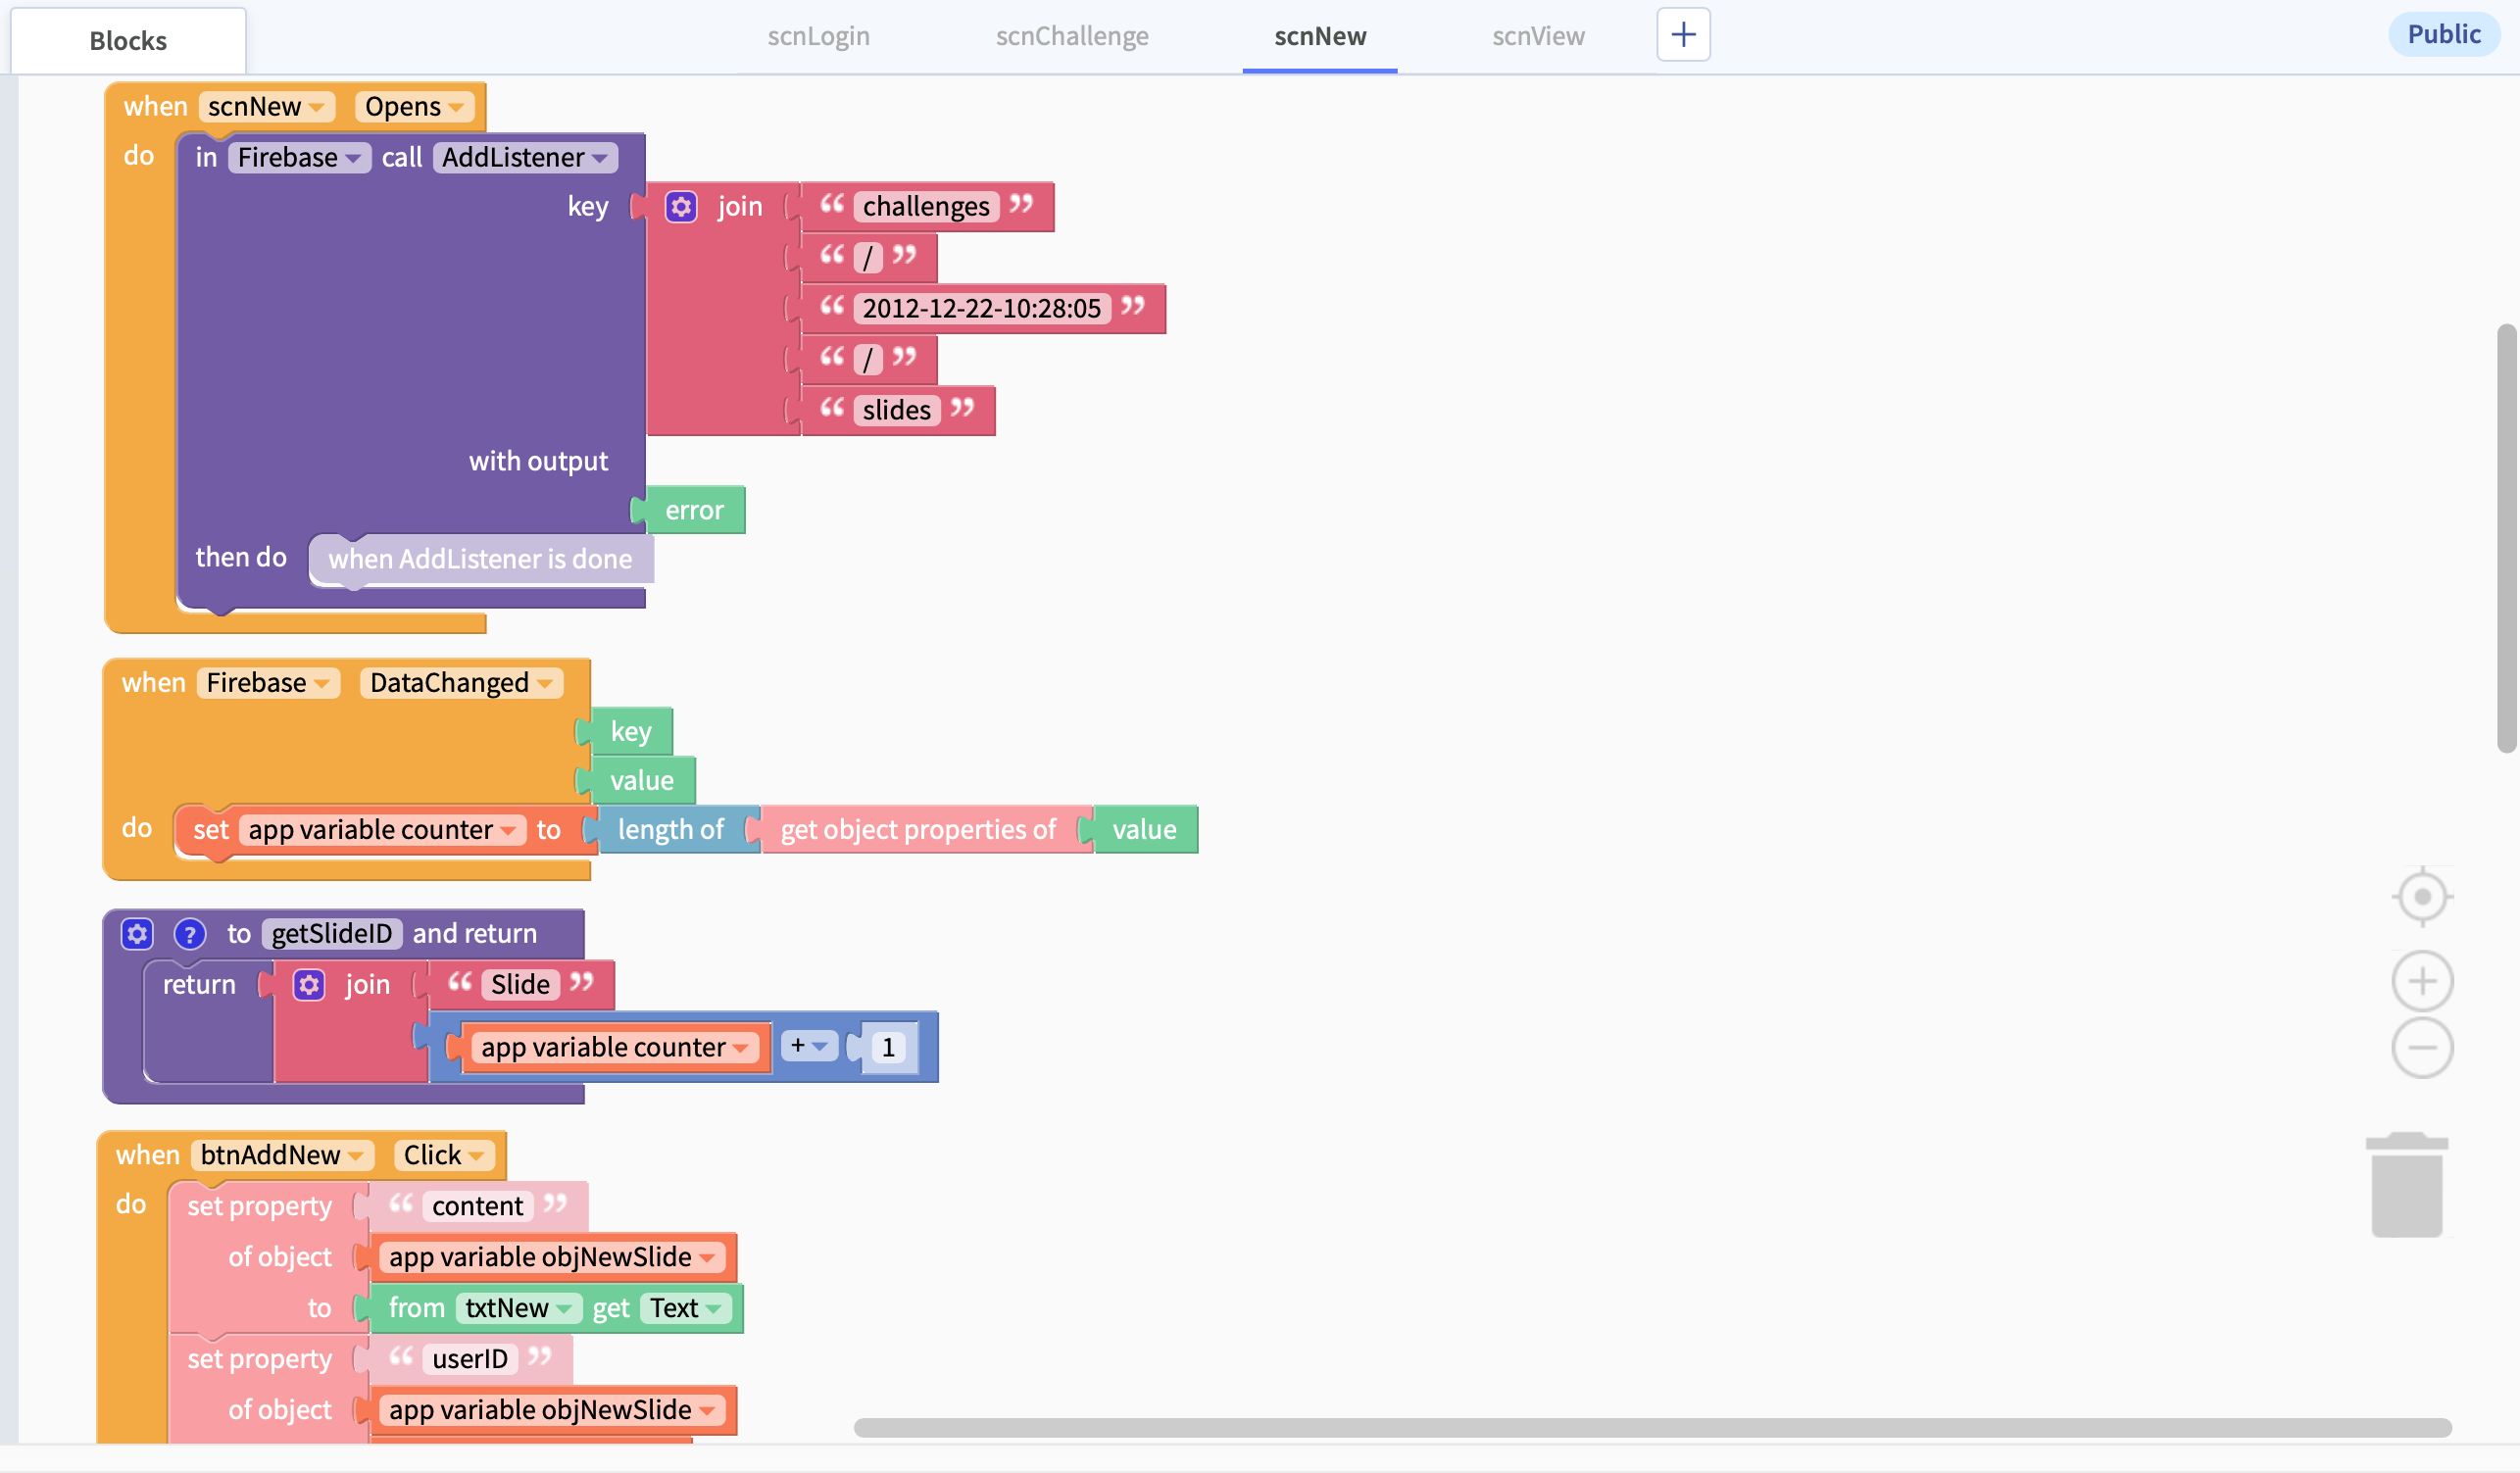 Blocks
scnLogin scnChallenge scnNew scnView +
Public
when scnNew Opens
do in Firebase call AddListener
key join “ challenges ”
“ / ”
“ 2012-12-22-10:28:05 ”
“ / ”
“ slides ”
with output
error
then do when AddListener is done
when Firebase DataChanged
key
value
do set app variable counter to length of get object properties of value
? to getSlideID and return
return join “ Slide ”
app variable counter + 1
when btnAddNew Click
do set property “ content ”
of object app variable objNewSlide
to from txtNew get Text
set property “ userID ”
of object app variable objNewSlide